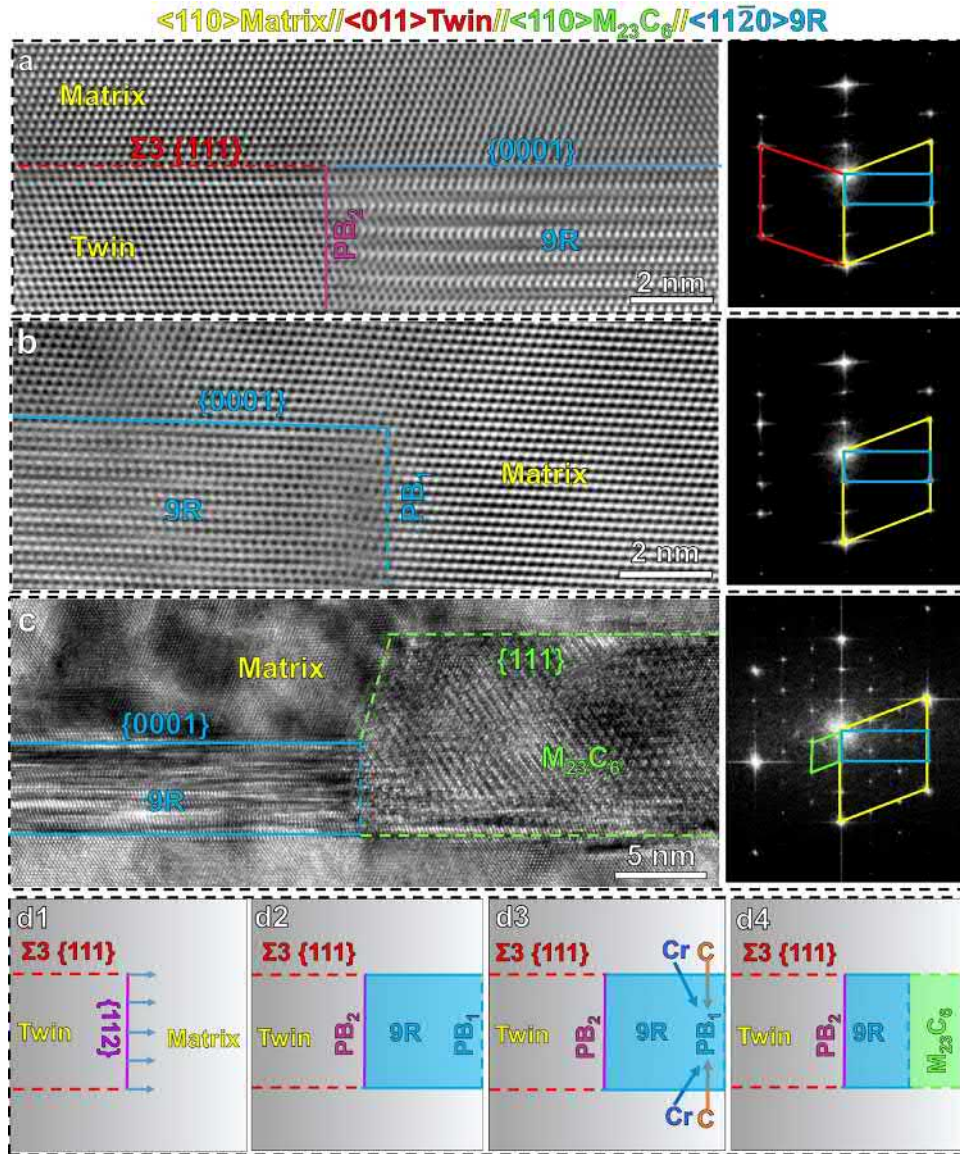 <110>Matrix//<011>Twin//<110>M₂₃C₆//<112̄0>9R
a
Matrix
Σ3 {111}
{0001}
Twin
PB₂
9R
2 nm
b
{0001}
9R
PB₁
Matrix
2 nm
c
Matrix
{111}
{0001}
M₂₃C₆
9R
5 nm
d1
Σ3 {111}
Twin
{112}
Matrix
d2
Σ3 {111}
Twin
PB₂
9R
PB₁
d3
Σ3 {111}
Cr
C
Twin
PB₂
9R
PB₁
Cr
C
d4
Σ3 {111}
Twin
PB₂
9R
M₂₃C₆